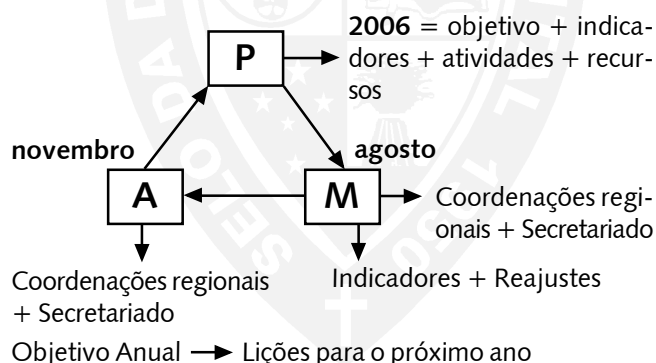 2006 = objetivo + indica-
P
dores + atividades + recur-
sos
novembro
agosto
A
M
Coordenações regi-
onais + Secretariado
Coordenações regionais
+ Secretariado
Indicadores + Reajustes
Objetivo Anual → Lições para o próximo ano